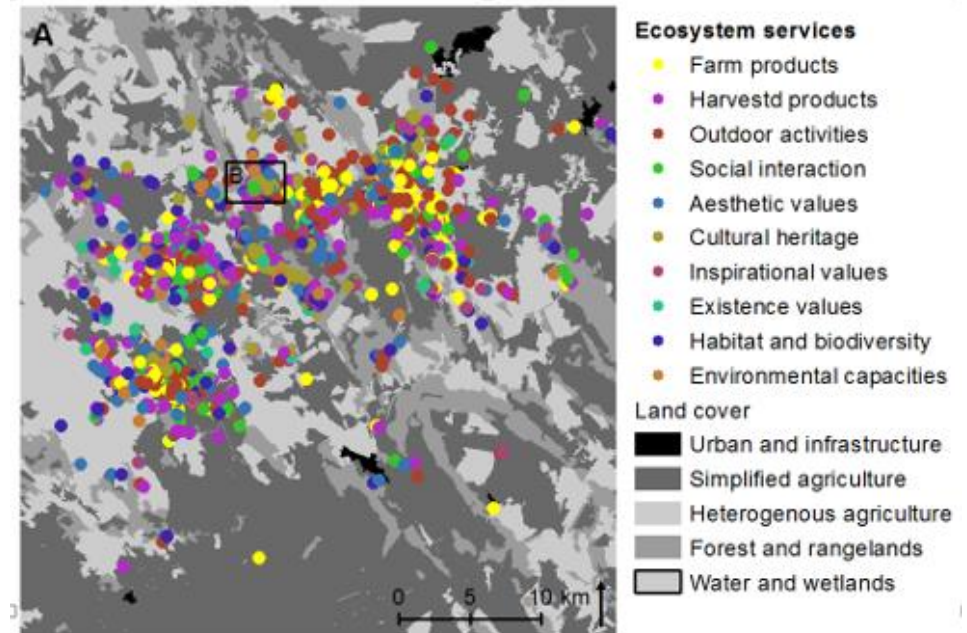 A
B
0 5 10 km
Ecosystem services
Farm products
Harvestd products
Outdoor activities
Social interaction
Aesthetic values
Cultural heritage
Inspirational values
Existence values
Habitat and biodiversity
Environmental capacities
Land cover
Urban and infrastructure
Simplified agriculture
Heterogenous agriculture
Forest and rangelands
Water and wetlands